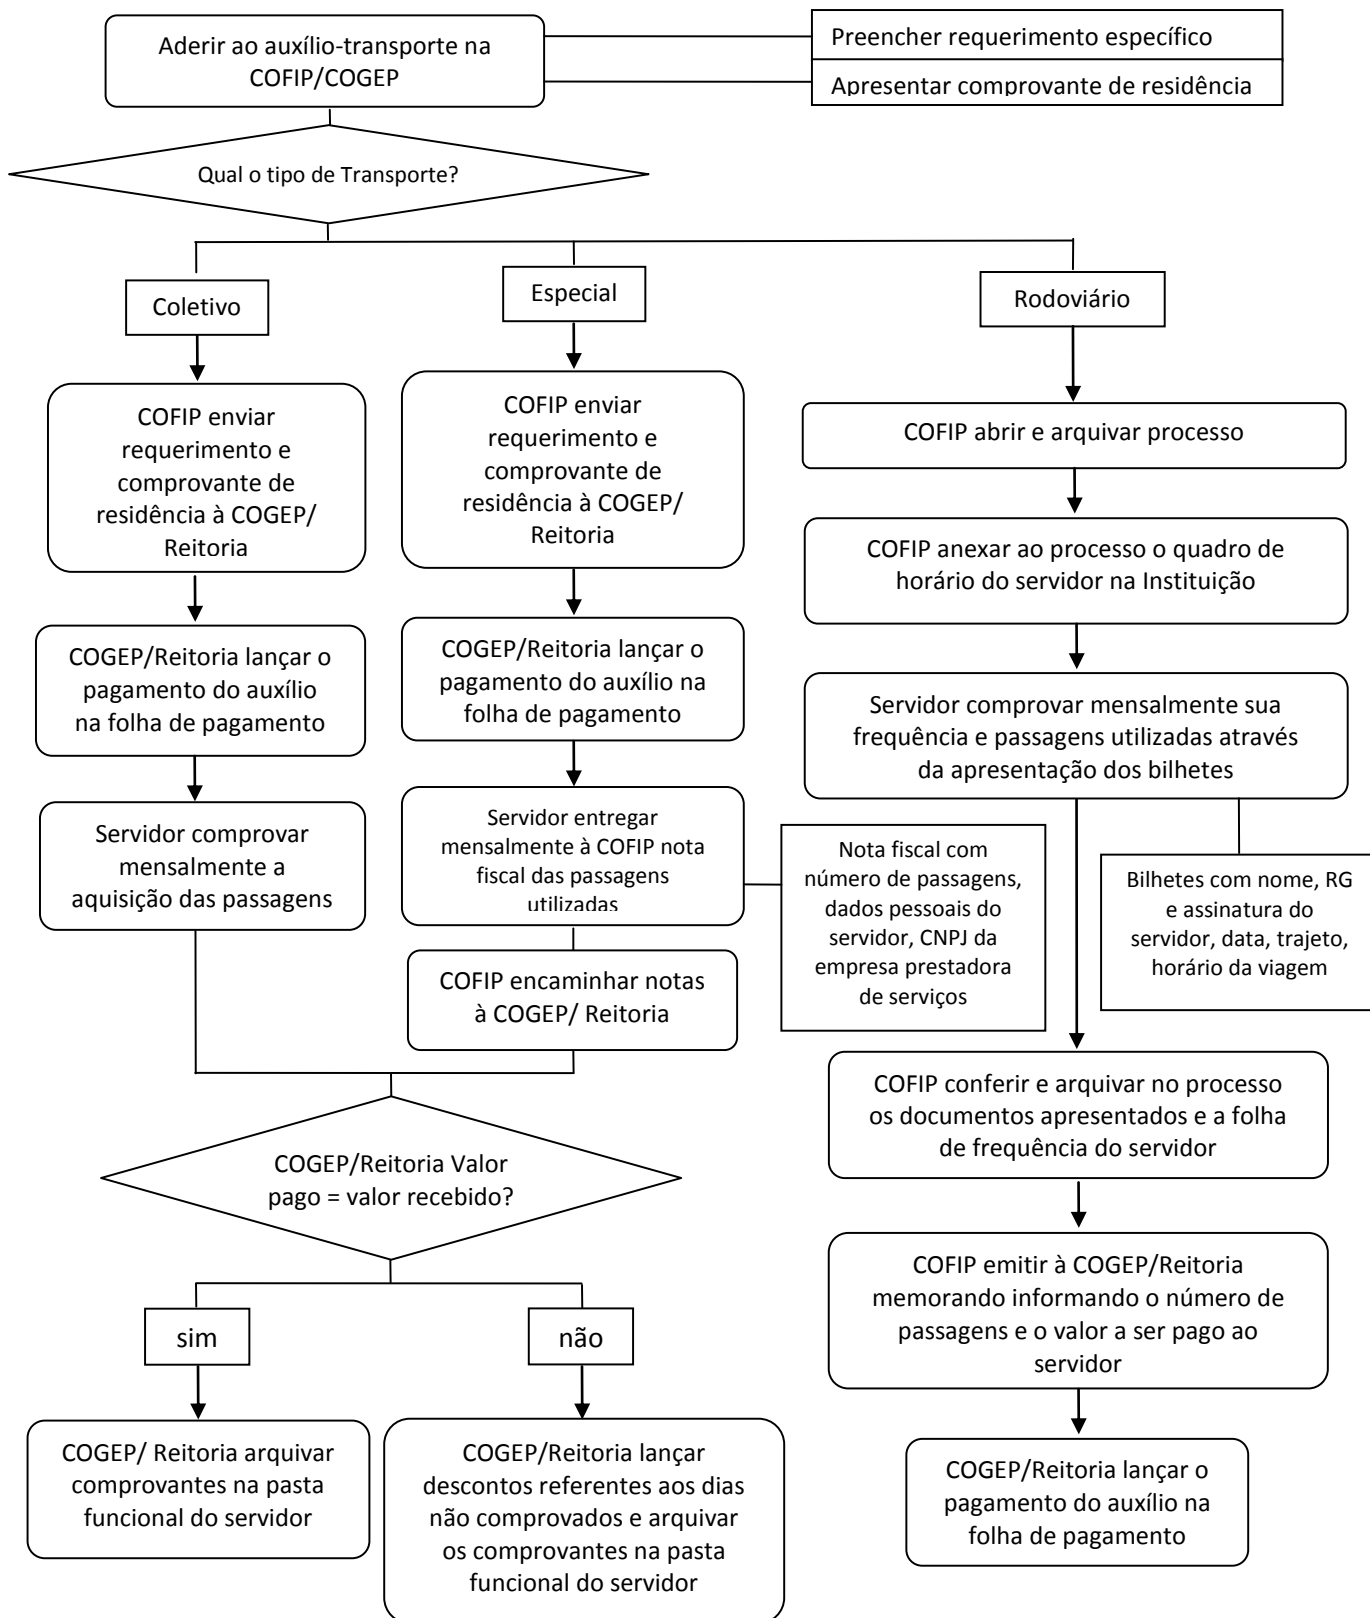 Aderir ao auxílio-transporte na
COFIP/COGEP
Preencher requerimento específico
Apresentar comprovante de residência
Qual o tipo de Transporte?
Coletivo
Especial
Rodoviário
COFIP enviar
requerimento e
comprovante de
residência à COGEP/
Reitoria
COGEP/Reitoria lançar o
pagamento do auxílio
na folha de pagamento
Servidor comprovar
mensalmente a
aquisição das passagens
COFIP enviar
requerimento e
comprovante de
residência à COGEP/
Reitoria
COGEP/Reitoria lançar o
pagamento do auxílio na
folha de pagamento
Servidor entregar
mensalmente à COFIP nota
fiscal das passagens
utilizadas
Nota fiscal com
número de passagens,
dados pessoais do
servidor, CNPJ da
empresa prestadora
de serviços
COFIP encaminhar notas
à COGEP/ Reitoria
COGEP/Reitoria Valor
pago = valor recebido?
sim
não
COGEP/ Reitoria arquivar
comprovantes na pasta
funcional do servidor
COGEP/Reitoria lançar
descontos referentes aos dias
não comprovados e arquivar
os comprovantes na pasta
funcional do servidor
COFIP abrir e arquivar processo
COFIP anexar ao processo o quadro de
horário do servidor na Instituição
Servidor comprovar mensalmente sua
frequência e passagens utilizadas através
da apresentação dos bilhetes
Bilhetes com nome, RG
e assinatura do
servidor, data, trajeto,
horário da viagem
COFIP conferir e arquivar no processo
os documentos apresentados e a folha
de frequência do servidor
COFIP emitir à COGEP/Reitoria
memorando informando o número de
passagens e o valor a ser pago ao
servidor
COGEP/Reitoria lançar o
pagamento do auxílio na
folha de pagamento